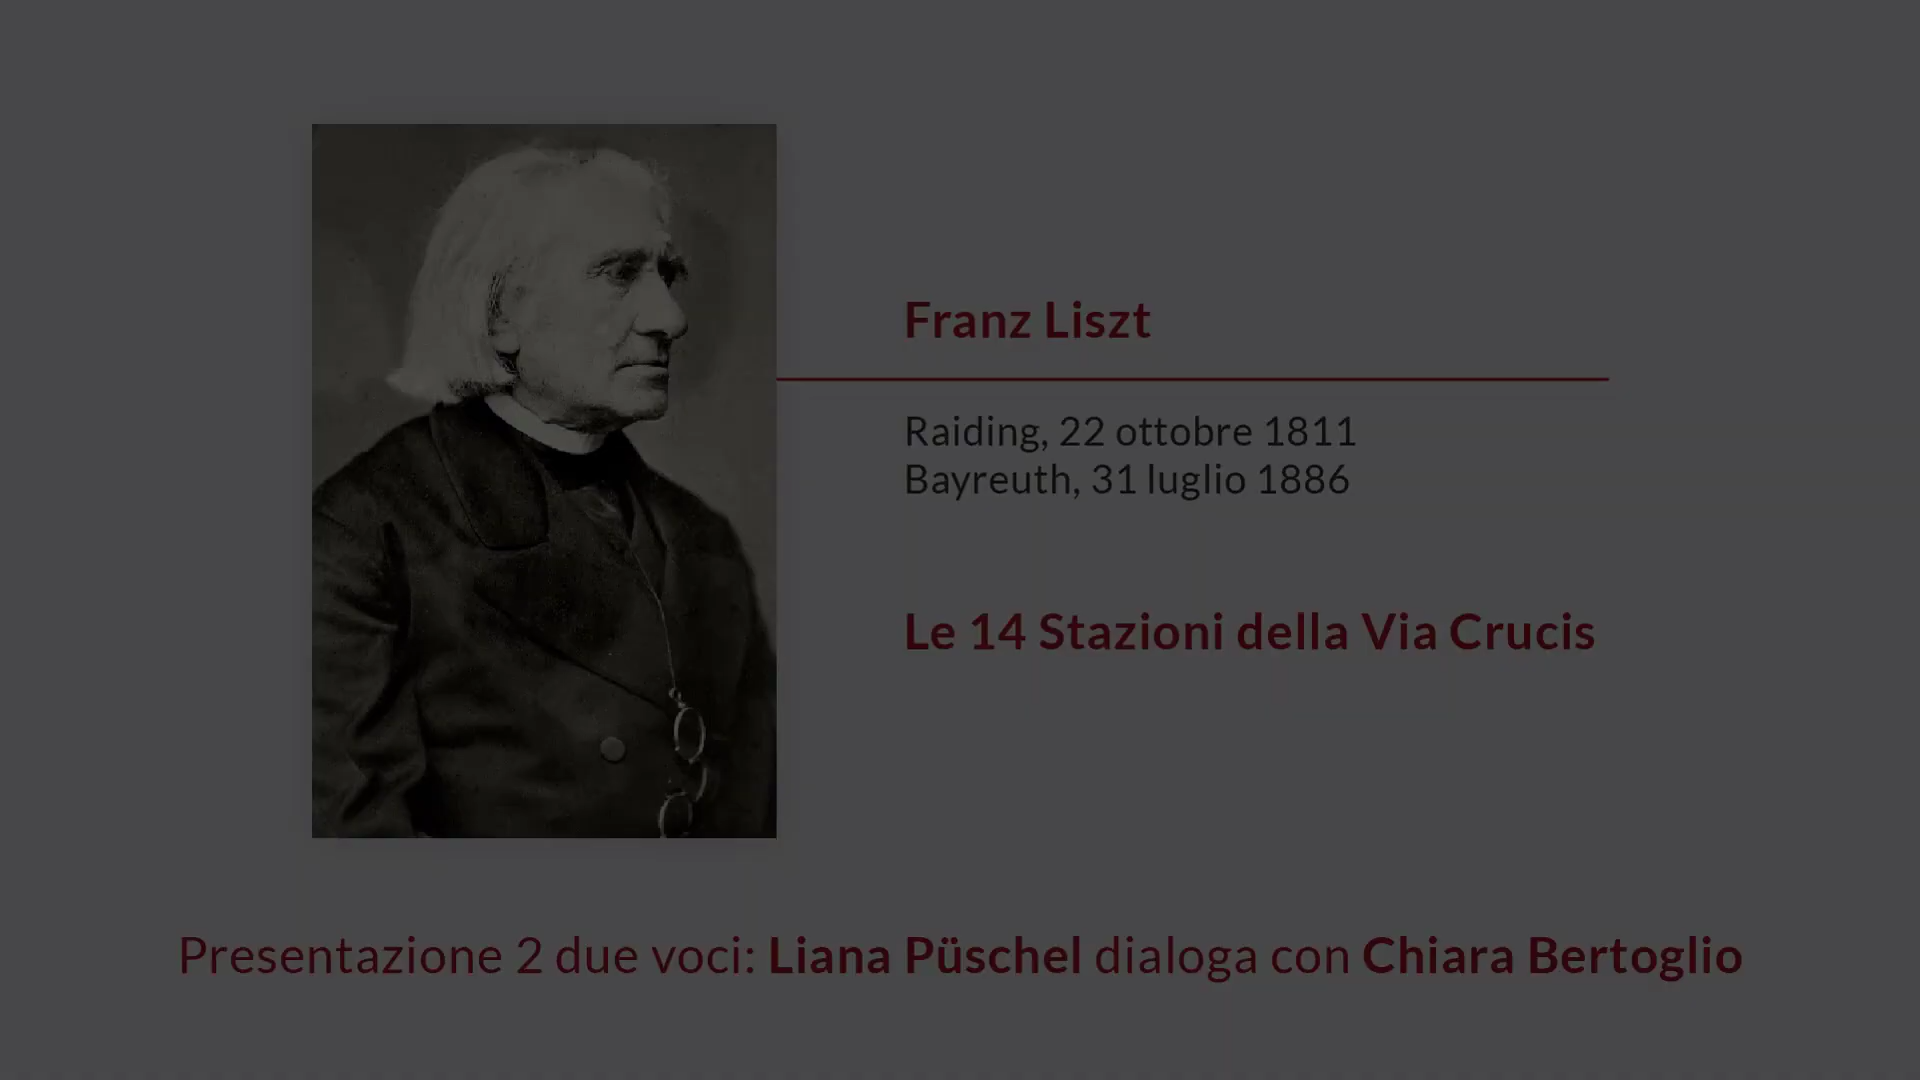 Franz Liszt
Raiding, 22 ottobre 1811
Bayreuth, 31 luglio 1886
Le 14 Stazioni della Via Crucis
Presentazione 2 due voci: Liana Püschel dialoga con Chiara Bertoglio